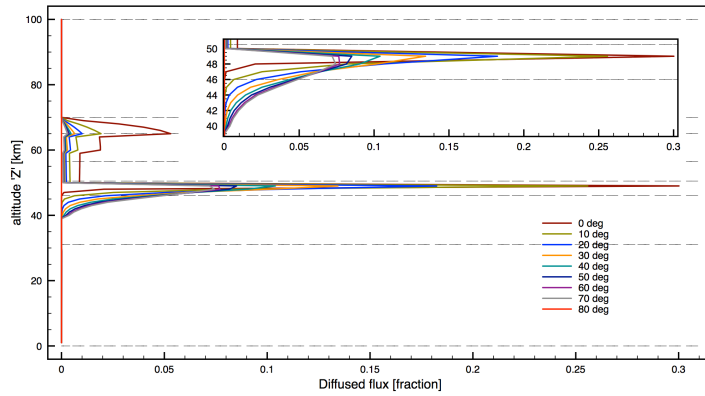 100
80
60
40
20
0
altitude 'Z' [km]
50
48
46
44
42
40
0
0.05
0.1
0.15
0.2
0.25
0.3
0 deg
10 deg
20 deg
30 deg
40 deg
50 deg
60 deg
70 deg
80 deg
0
0.05
0.1
0.15
0.2
0.25
0.3
Diffused flux [fraction]